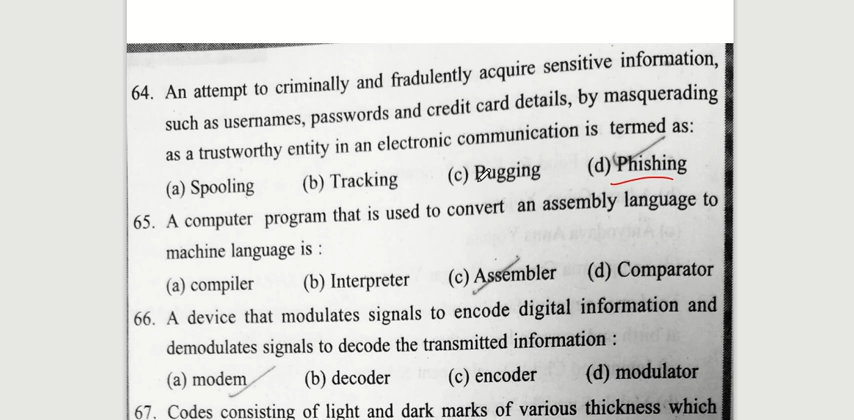 64. An attempt to criminally and fradulently acquire sensitive information,
such as usernames, passwords and credit card details, by masquerading
as a trustworthy entity in an electronic communication is termed as:
(a) Spooling (b) Tracking (c) Pugging (d) Phishing
65. A computer program that is used to convert an assembly language to
machine language is :
(a) compiler (b) Interpreter (c) Assembler (d) Comparator
66. A device that modulates signals to encode digital information and
demodulates signals to decode the transmitted information :
(a) modem (b) decoder (c) encoder (d) modulator
67. Codes consisting of light and dark marks of various thickness which